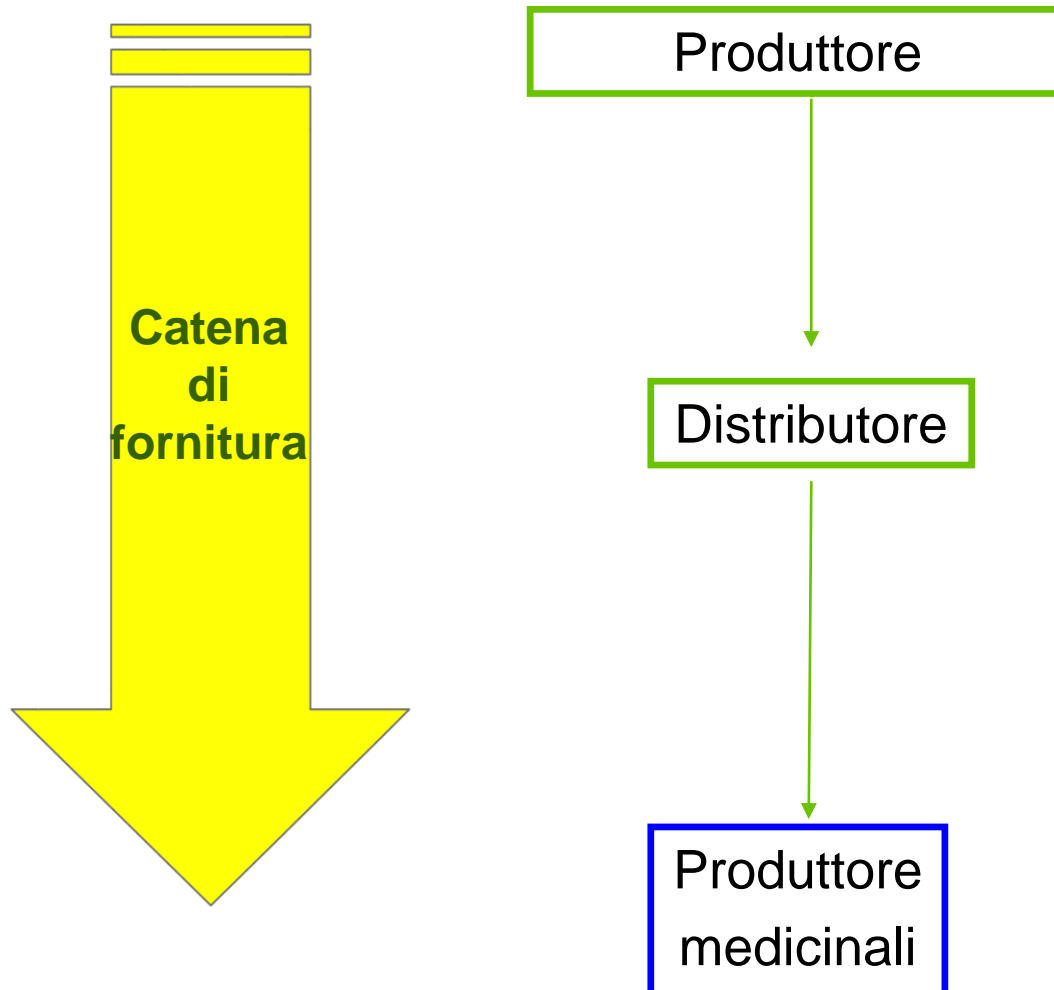 Produttore
Catena
di
fornitura
Distributore
Produttore
medicinali